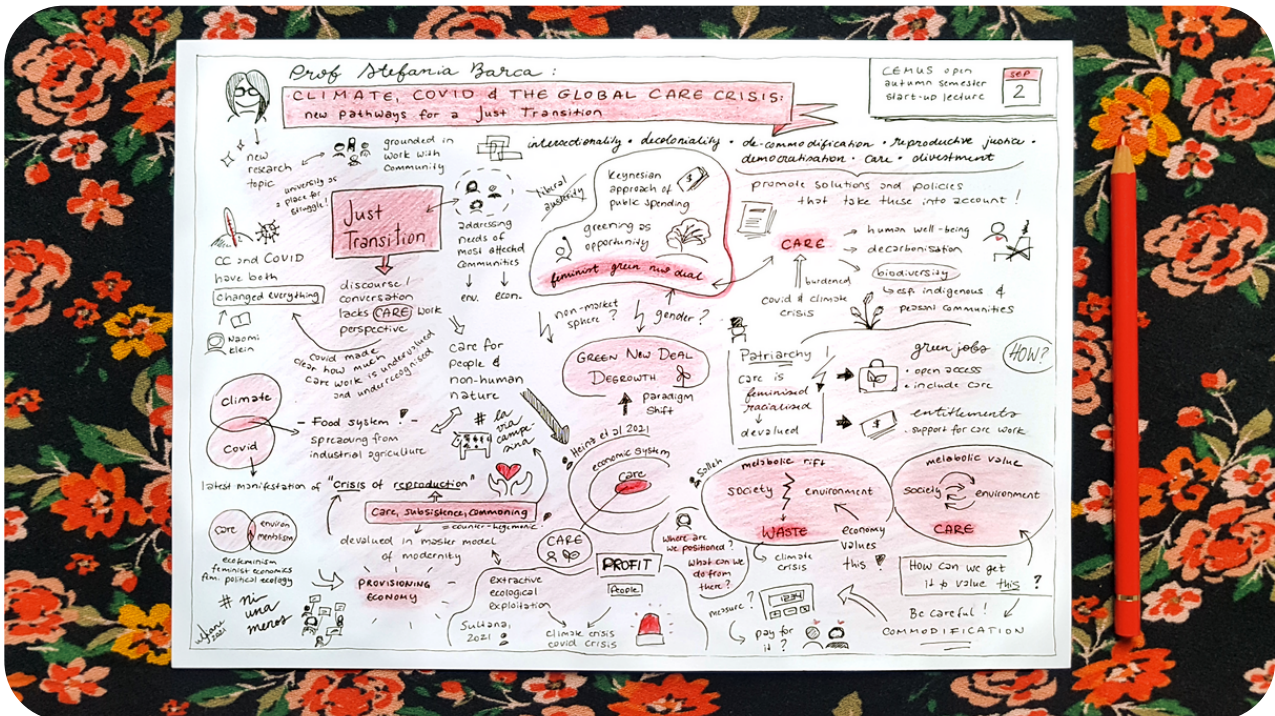 Prof Stefania Barca:
CLIMATE, COVID & THE GLOBAL CARE CRISIS:
new pathways for a Just Transition
CEMUS open
autumn semester
start-up lecture
SEP
2
new
research
topic
grounded in
work with
community
university as
a place for
struggle!
intersectionality • decoloniality • de-commodification • reproductive justice •
democratisation • care • divestment
promote solutions and policies
that take these into account!
Just
Transition
addressing
needs of
most affected
communities
env. econ.
liberal
austerity
Keynesian
approach of
public spending
greening as
opportunity
feminist green new deal
CARE
human well-being
decarbonisation
biodiversity
esp. indigenous &
peasant communities
burdened
covid & climate
crisis
CC and COVID
have both
changed everything
Naomi
Klein
discourse/
conversation
lacks CARE work
perspective
covid made
clear how much
care work is undervalued
and underrecognised
care for
people &
non-human
nature
non-market
sphere?
gender?
GREEN NEW DEAL
DEGROWTH
paradigm
shift
Patriarchy!
care is
feminised
racialised
devalued
green jobs
HOW?
• open access
• include care
entitlements
• support for care work
climate
covid
- Food system! -
spreading from
industrial agriculture
# la
via
campe
sina
latest manifestation of "crisis of reproduction"
care, subsistence, commoning
= counter-hegemonic
devalued in master model
of modernity
PROVISIONING
ECONOMY
care
environ
mentalism
ecofeminism
feminist economics
fem. political ecology
# ni
una
menos
2021
Heinz et al 2021
economic system
care
CARE
PROFIT
People
extractive
ecological
exploitation
Sultana,
2021
climate crisis
covid crisis
Salleh
metabolic rift
society
environment
WASTE
climate
crisis
economy
values
this!
metabolic value
society
environment
CARE
where are
we positioned?
what can we
do from
there?
How can we get
it to value this?
Be careful!
COMMODIFICATION
measure?
1234
pay for
it?